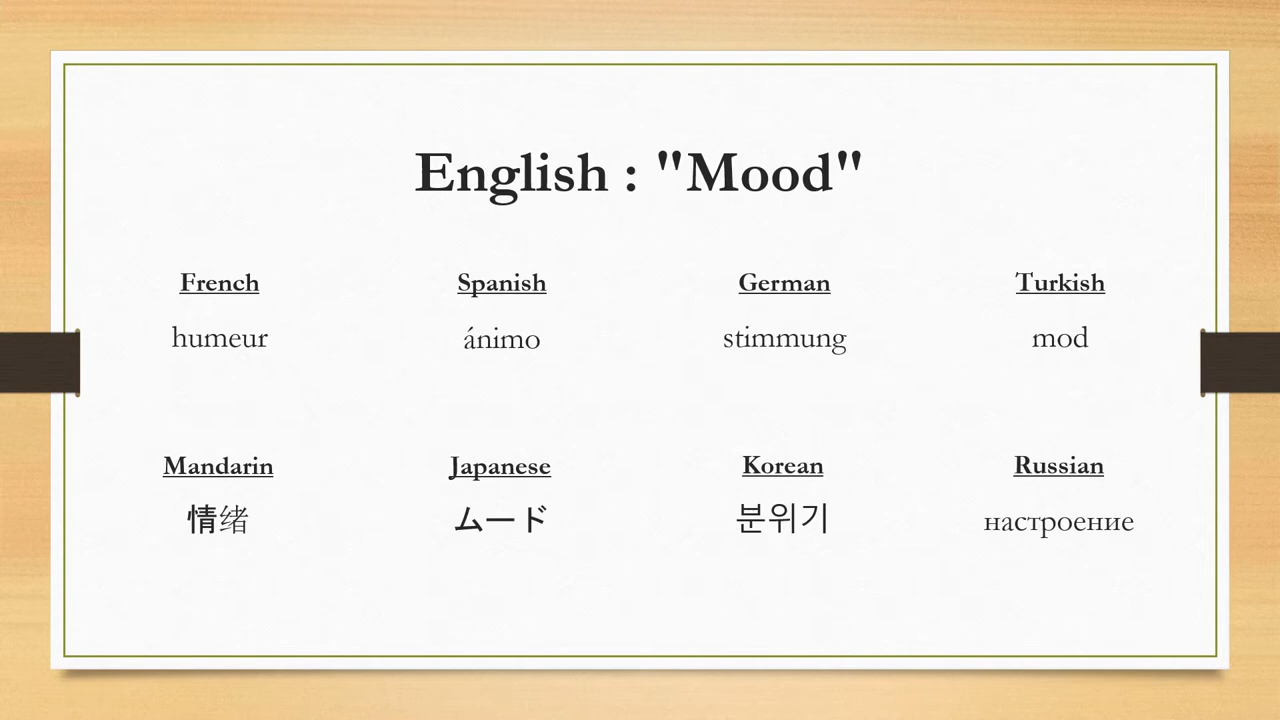 English : "Mood"
French
humeur
Spanish
ánimo
German
stimmung
Turkish
mod
Mandarin
情绪
Japanese
ムード
Korean
분위기
Russian
настроение